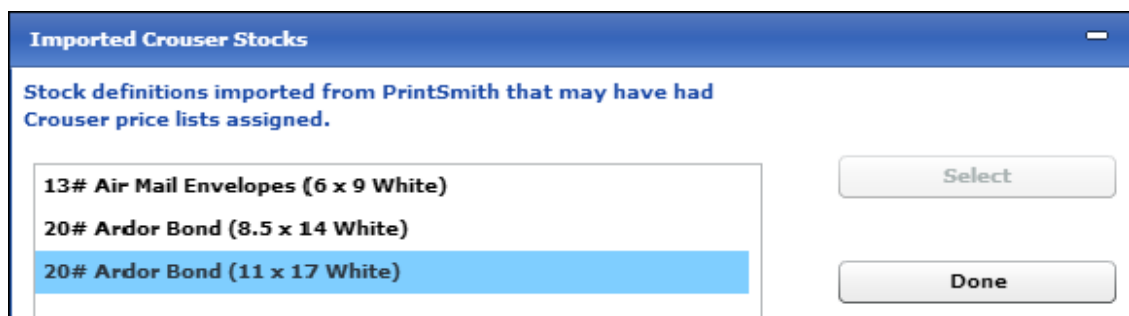 Imported Crouser Stocks
Stock definitions imported from PrintSmith that may have had
Crouser price lists assigned.
13# Air Mail Envelopes (6 x 9 White)
Select
20# Ardor Bond (8.5 x 14 White)
20# Ardor Bond (11 x 17 White)
Done